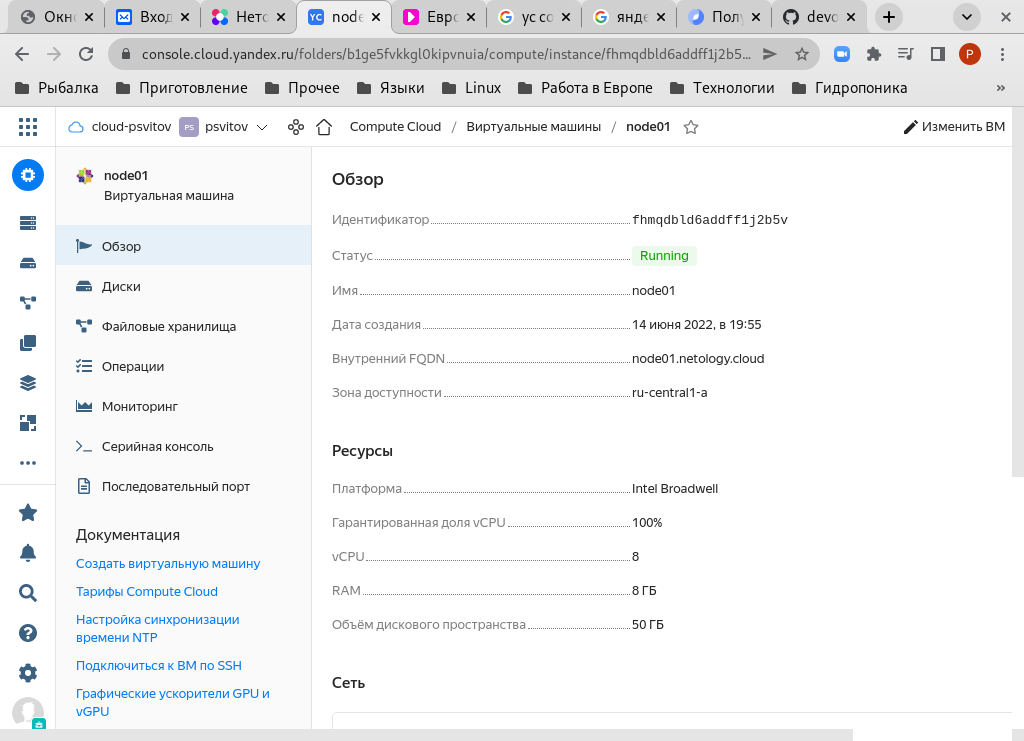 Окно
Вход
Нето
YC node
Евро
yc co
янде
Полу
devo
console.cloud.yandex.ru/folders/b1ge5fvkkgl0kipvnuia/compute/instance/fhmqdbld6addff1j2b5...
P
Рыбалка
Приготовление
Прочее
Языки
Linux
Работа в Европе
Технологии
Гидропоника
»
cloud-psvitov
PS psvitov
Compute Cloud / Виртуальные машины / node01
Изменить ВМ
node01
Виртуальная машина
Обзор
Диски
Файловые хранилища
Операции
Мониторинг
Серийная консоль
Последовательный порт
Документация
Создать виртуальную машину
Тарифы Compute Cloud
Настройка синхронизации
времени NTP
Подключиться к ВМ по SSH
Графические ускорители GPU и
vGPU
Обзор
Идентификатор fhmqdbld6addff1j2b5v
Статус Running
Имя node01
Дата создания 14 июня 2022, в 19:55
Внутренний FQDN node01.netology.cloud
Зона доступности ru-central1-a
Ресурсы
Платформа Intel Broadwell
Гарантированная доля vCPU 100%
vCPU 8
RAM 8 ГБ
Объём дискового пространства 50 ГБ
Сеть